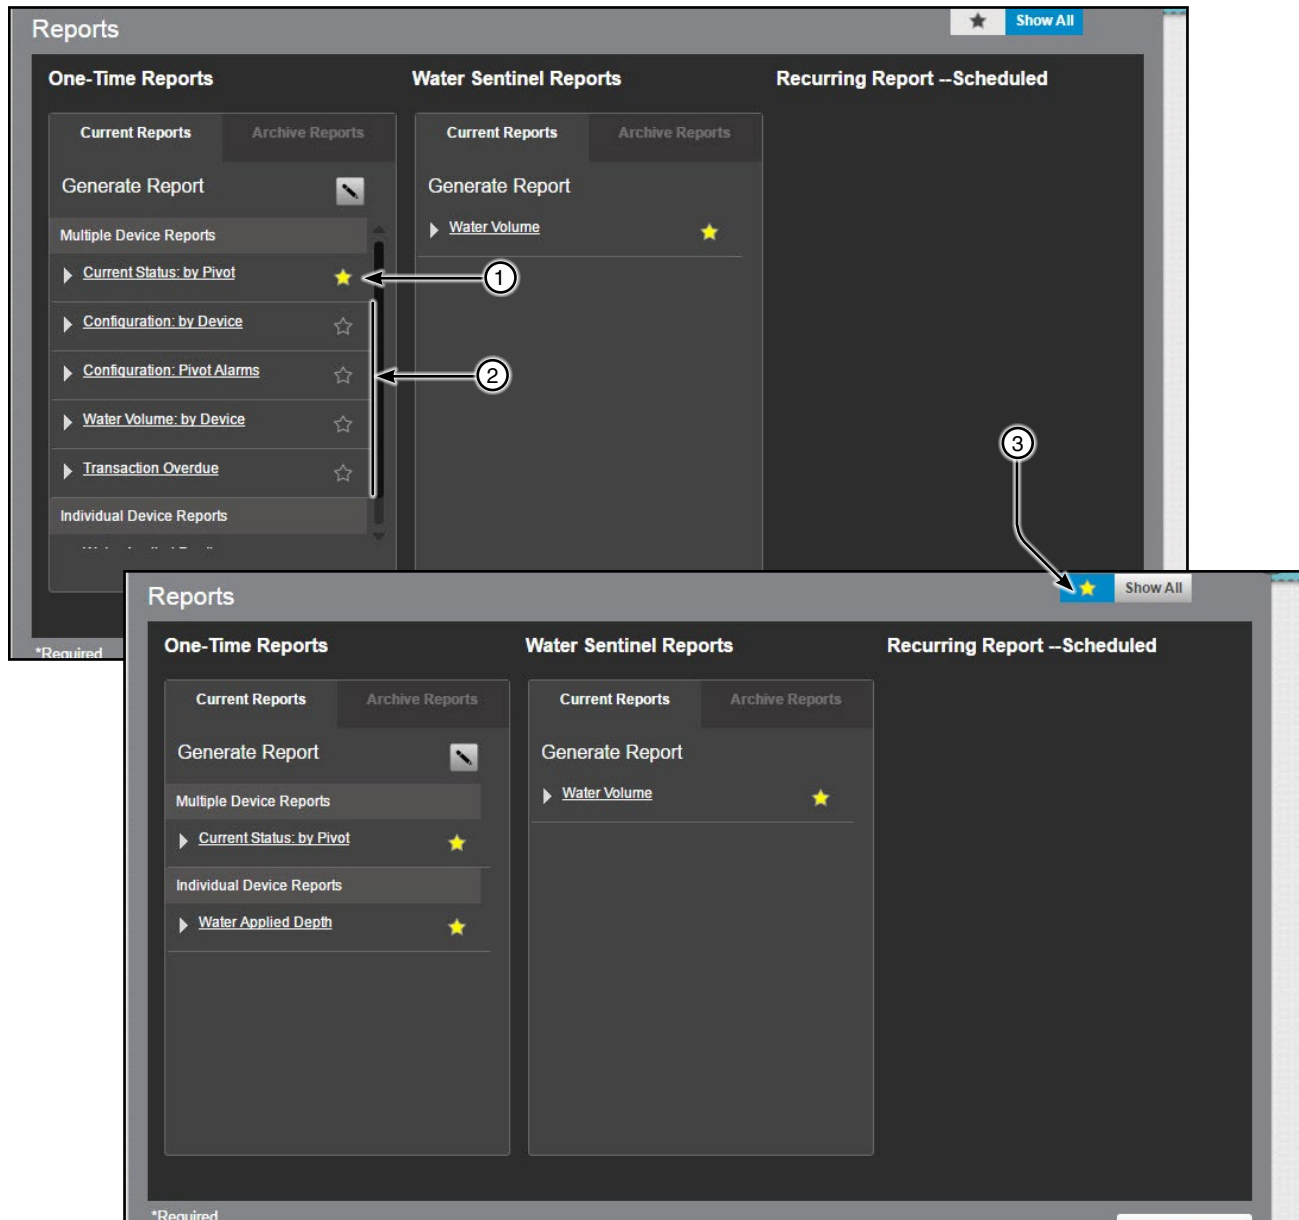 Reports
Show All
One-Time Reports
Water Sentinel Reports
Recurring Report --Scheduled
Current Reports
Archive Reports
Current Reports
Archive Reports
Generate Report
Generate Report
Multiple Device Reports
Water Volume
Current Status: by Pivot
1
Configuration: by Device
Configuration: Pivot Alarms
2
Water Volume: by Device
3
Transaction Overdue
Individual Device Reports
*Required
Reports
Show All
One-Time Reports
Water Sentinel Reports
Recurring Report --Scheduled
Current Reports
Archive Reports
Current Reports
Archive Reports
Generate Report
Generate Report
Multiple Device Reports
Water Volume
Current Status: by Pivot
Individual Device Reports
Water Applied Depth
*Required